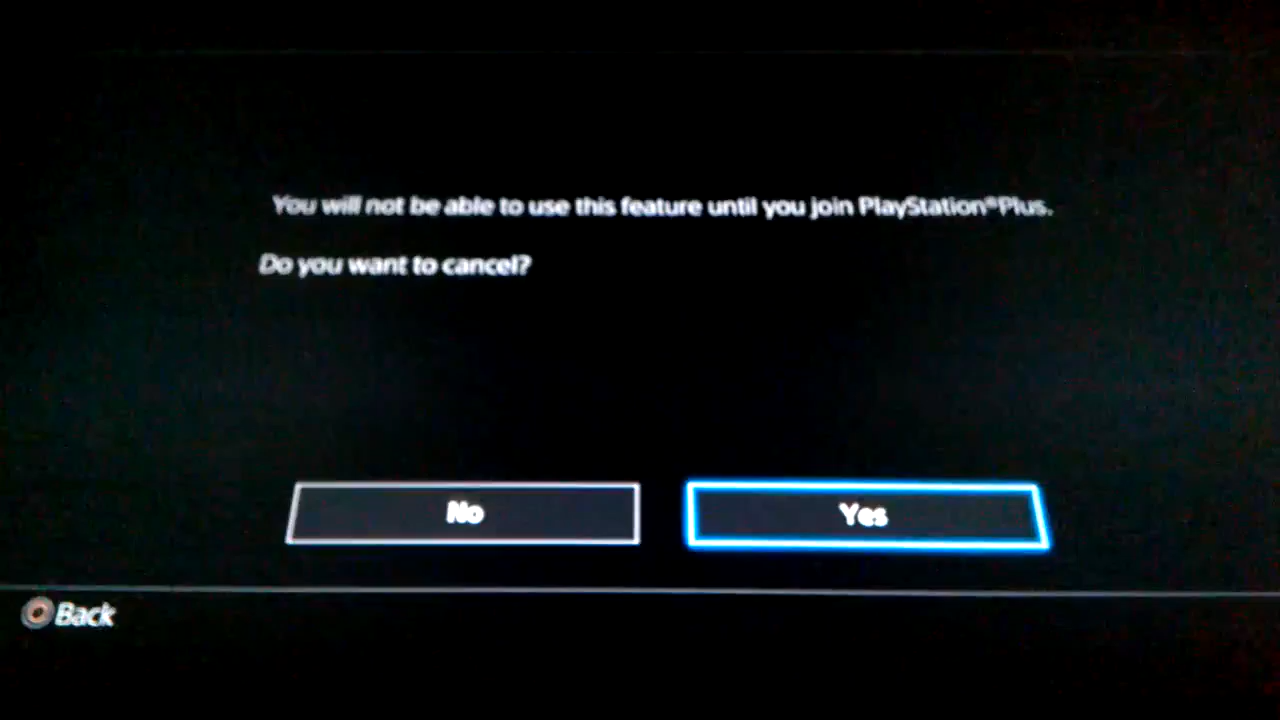 You will not be able to use this feature until you join PlayStation®Plus.
Do you want to cancel?
No
Yes
Back